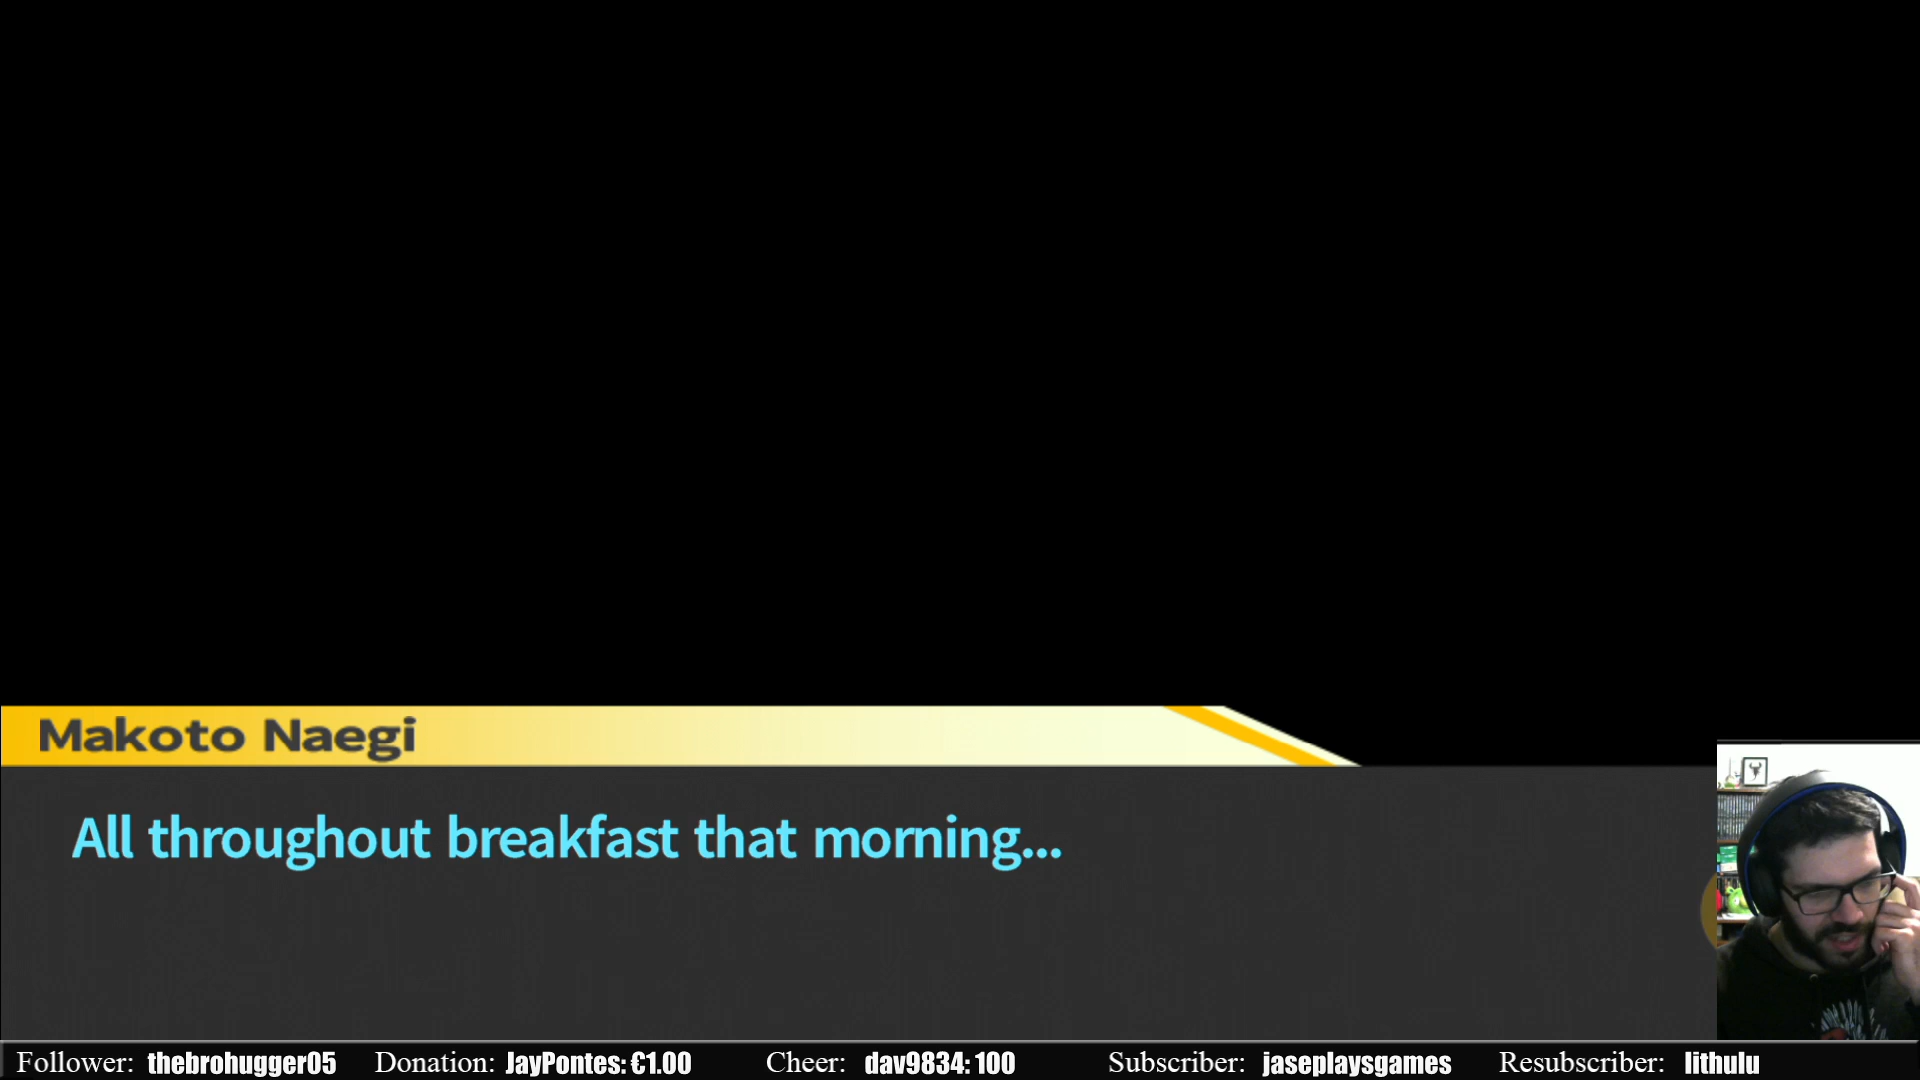 Makoto Naegi
All throughout breakfast that morning...
Follower: thebrohugger05 Donation: JayPontes: €1.00 Cheer: dav9834: 100 Subscriber: jaseplaysgames Resubscriber: lithulu